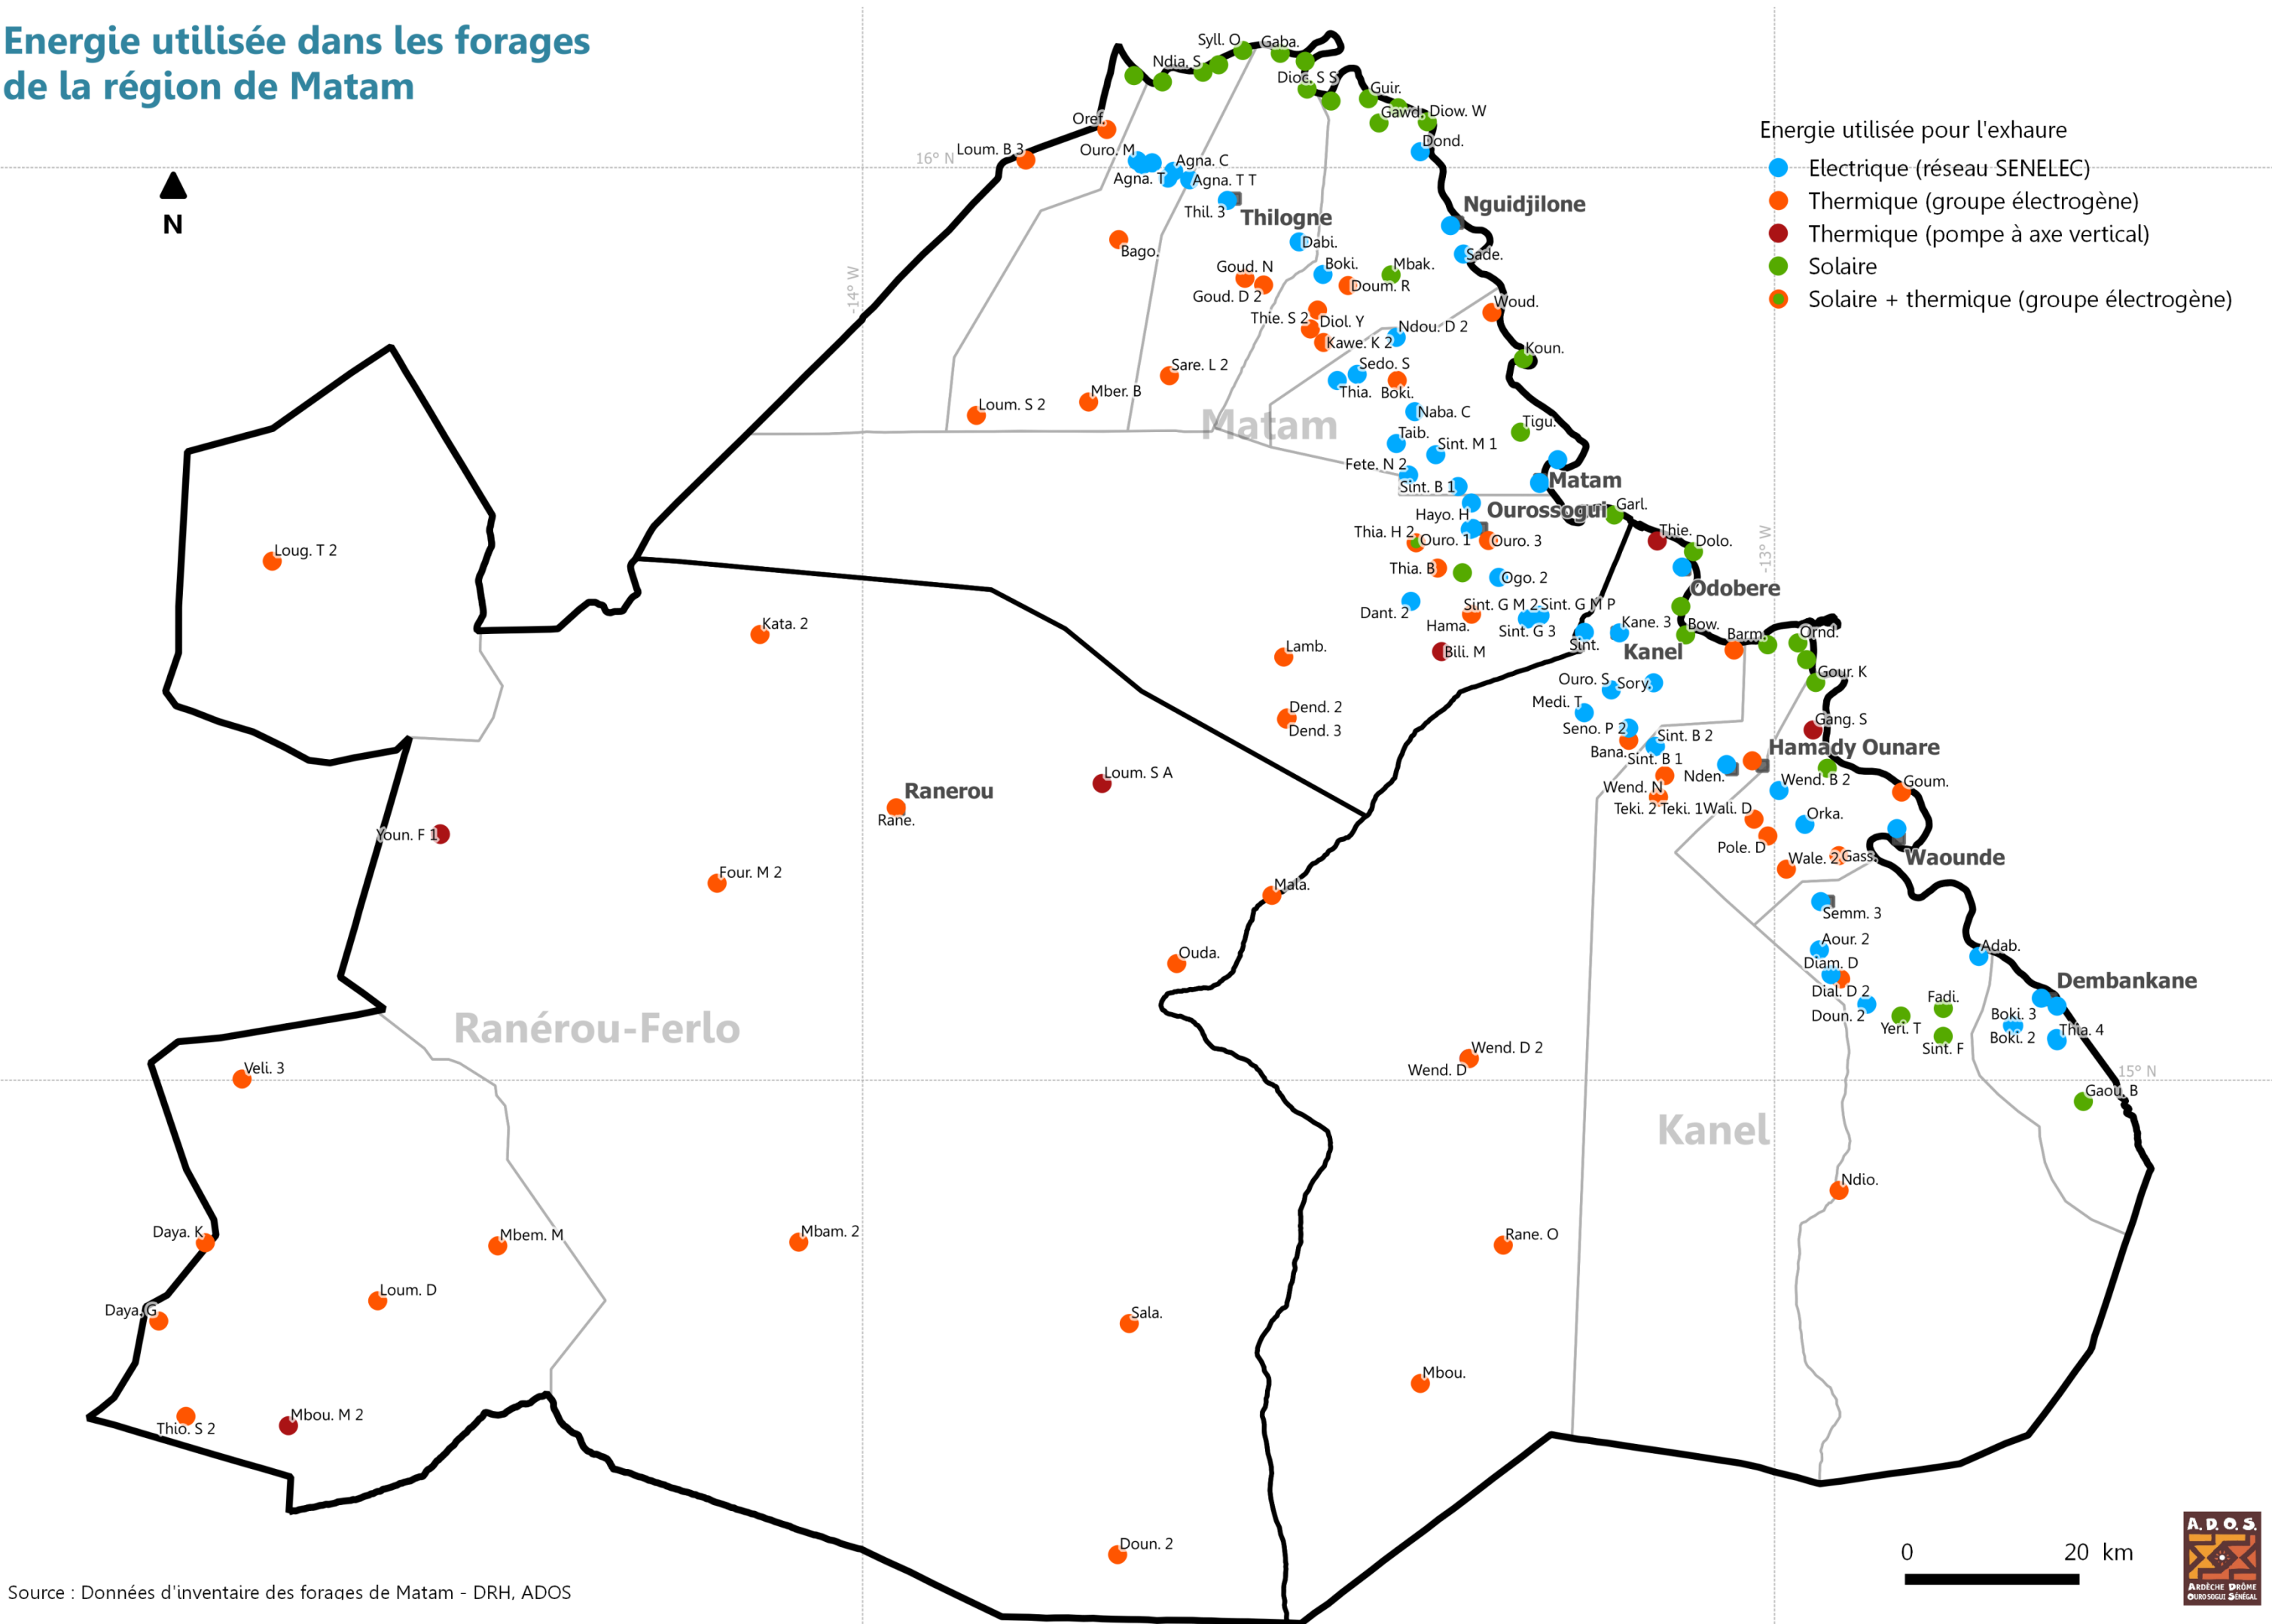 Energie utilisée dans les forages
de la région de Matam
N
Energie utilisée pour l'exhaure
Electrique (réseau SENELEC)
Thermique (groupe électrogène)
Thermique (pompe à axe vertical)
Solaire
Solaire + thermique (groupe électrogène)
16° N
-14° W
-13° W
15° N
Syll. O
Gaba.
Ndia. S
Dioc. S S
Guir.
Gawd.
Diow. W
Oref.
Dond.
Loum. B 3
Ouro. M
Agna. C
Agna. T
Agna. T T
Thil. 3
Thilogne
Nguidjilone
Bago.
Dabi.
Sade.
Goud. N
Boki.
Mbak.
Goud. D 2
Doum. R
Woud.
Thie. S 2
Diol. Y
Ndou. D 2
Kawe. K 2
Koun.
Sare. L 2
Sedo. S
Mber. B
Thia.
Boki.
Loum. S 2
Naba. C
Matam
Tigu.
Taib.
Sint. M 1
Fete. N 2
Matam
Sint. B 1
Ourossogui
Garl.
Hayo. H
Thia. H 2
Ouro. 1
Ouro. 3
Thie.
Dolo.
Loug. T 2
Thia. B
Ogo. 2
Odobere
Dant. 2
Sint. G M 2
Sint. G M P
Kata. 2
Hama.
Sint. G 3
Kane. 3
Bow.
Barm.
Ornd.
Lamb.
Bili. M
Sint.
Kanel
Gour. K
Ouro. S
Sory.
Dend. 2
Medi. T
Dend. 3
Seno. P 2
Gang. S
Bana.
Sint. B 2
Hamady Ounare
Sint. B 1
Loum. S A
Nden.
Ranerou
Wend. N
Wend. B 2
Goum.
Rane.
Teki. 2
Teki. 1
Wali. D
Orka.
Youn. F 1
Pole. D
Four. M 2
Wale. 2
Gass.
Waounde
Mala.
Semm. 3
Aour. 2
Ouda.
Adab.
Diam. D
Dembankane
Dial. D 2
Fadi.
Ranérou-Ferlo
Doun. 2
Yeri. T
Boki. 3
Thia. 4
Boki. 2
Sint. F
Wend. D 2
Veli. 3
Wend. D
Gaou. B
Kanel
Ndio.
Daya. K
Mbem. M
Mbam. 2
Rane. O
Loum. D
Daya. G
Sala.
Mbou.
Mbou. M 2
Thio. S 2
Doun. 2
0 20 km
Source : Données d'inventaire des forages de Matam - DRH, ADOS
A.D.O.S.
ARDÈCHE DRÔME
OUROSOGUI SÉNÉGAL